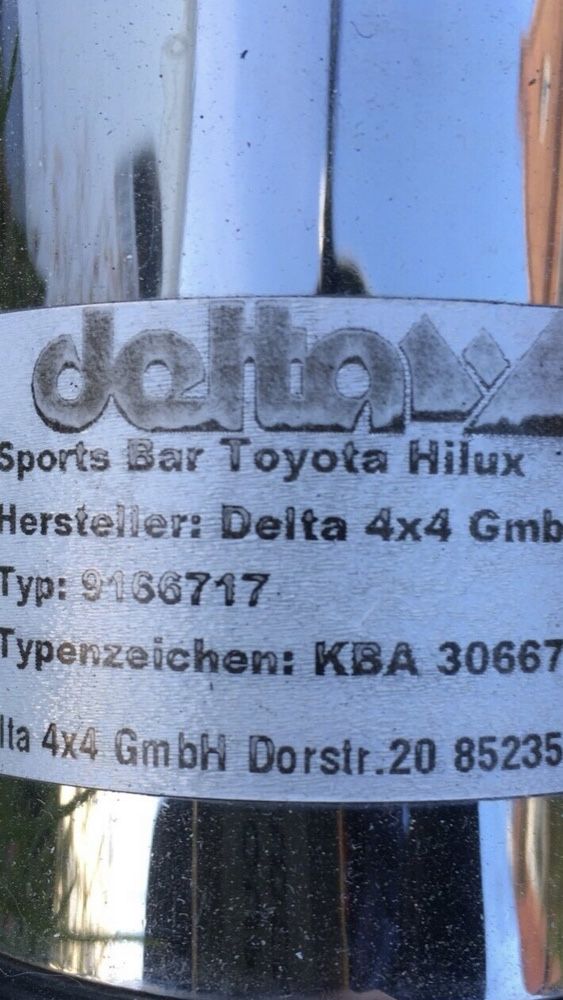 delta
Sports Bar Toyota Hilux
Hersteller: Delta 4x4 Gmb
Typ: 9166717
Typenzeichen: KBA 30667
lta 4x4 GmbH Dorstr.20 85235